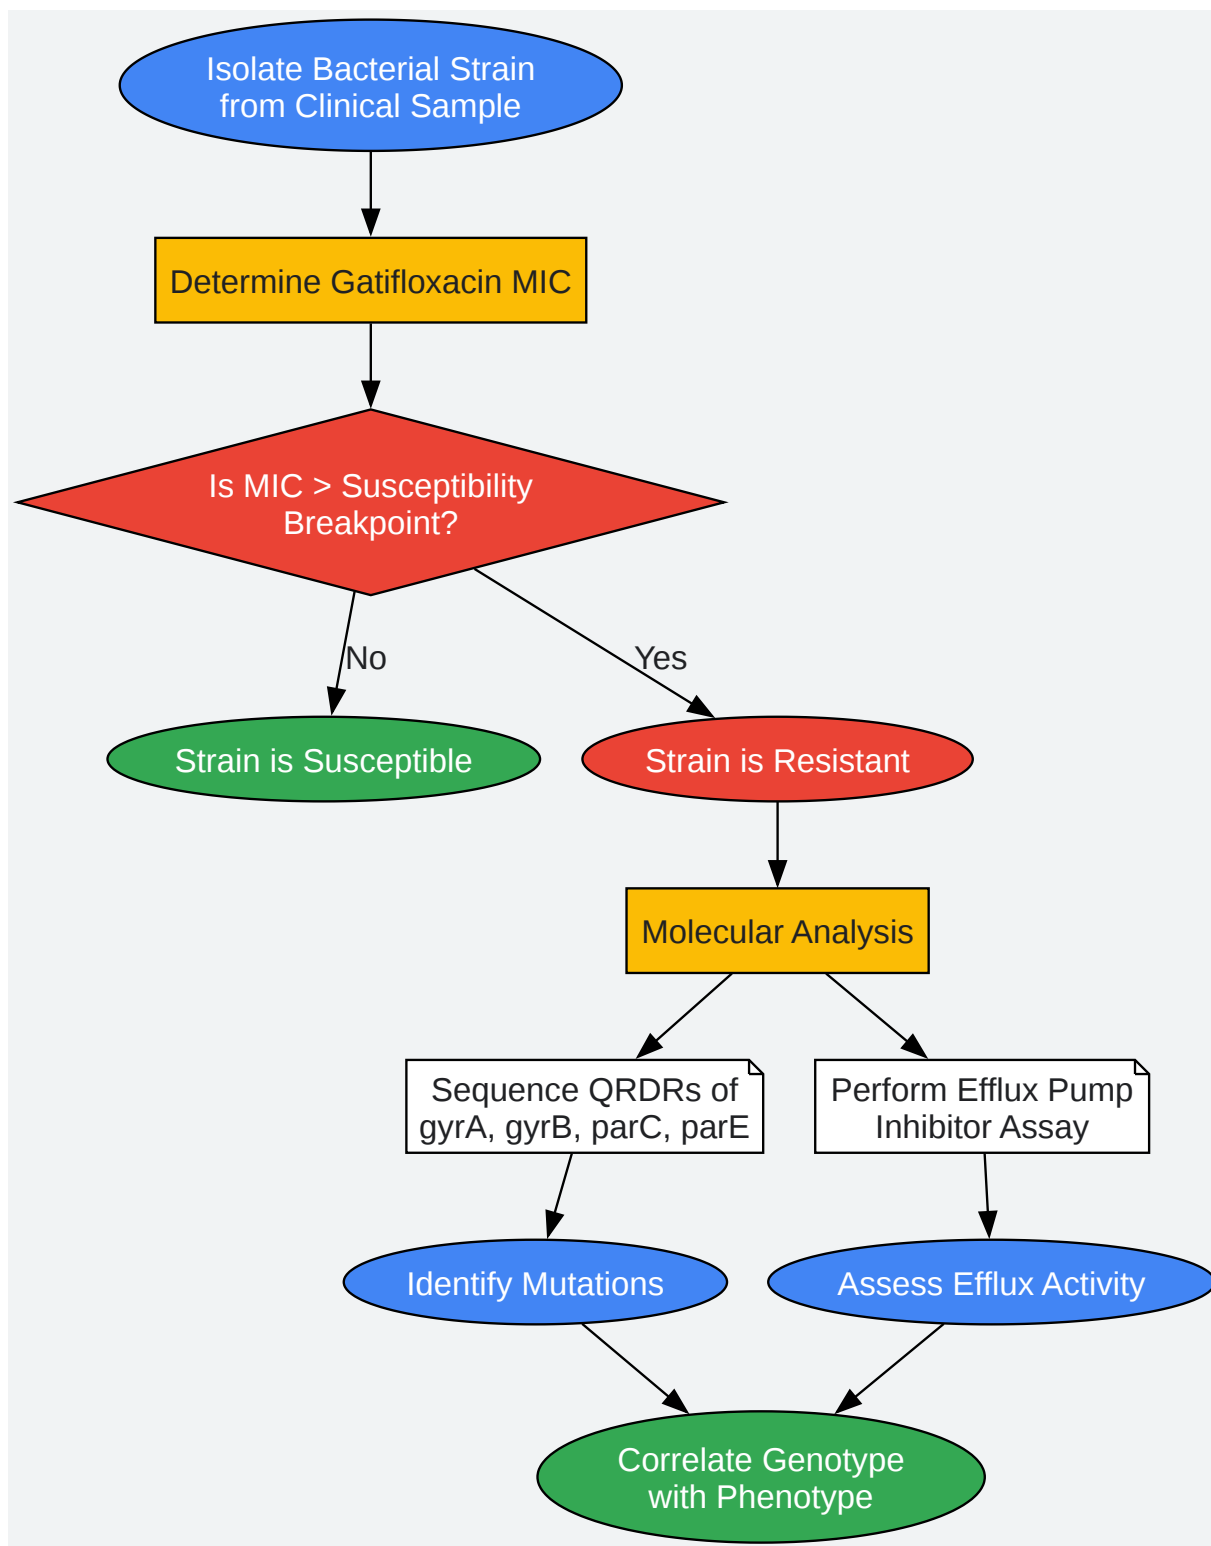 Isolate Bacterial Strain
from Clinical Sample
Determine Gatifloxacin MIC
Is MIC > Susceptibility
Breakpoint?
No
Yes
Strain is Susceptible
Strain is Resistant
Molecular Analysis
Sequence QRDRs of
gyrA, gyrB, parC, parE
Perform Efflux Pump
Inhibitor Assay
Identify Mutations
Assess Efflux Activity
Correlate Genotype
with Phenotype